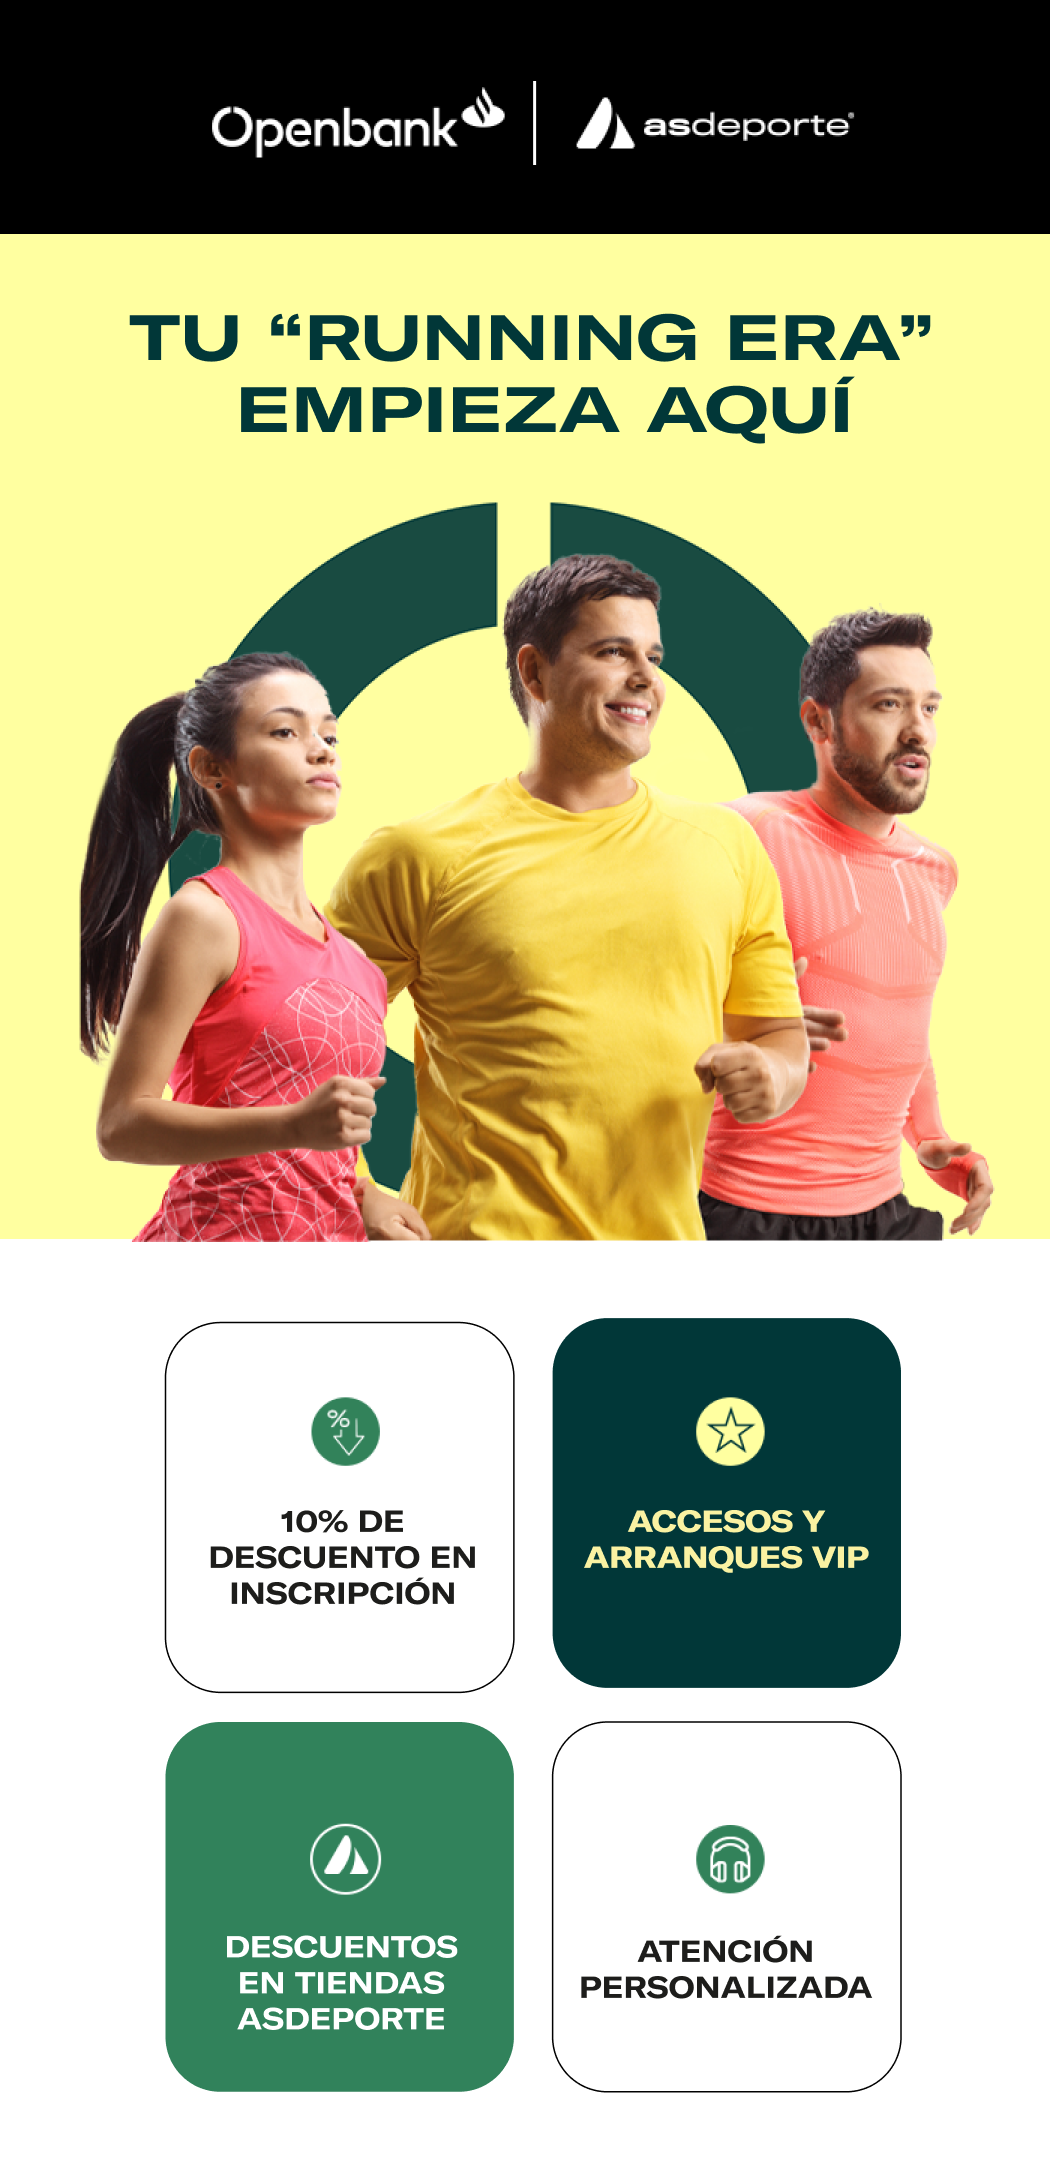 Openbank
asdeporte®
TU “RUNNING ERA”
EMPIEZA AQUÍ
%
10% DE
DESCUENTO EN
INSCRIPCIÓN
ACCESOS Y
ARRANQUES VIP
DESCUENTOS
EN TIENDAS
ASDEPORTE
ATENCIÓN
PERSONALIZADA